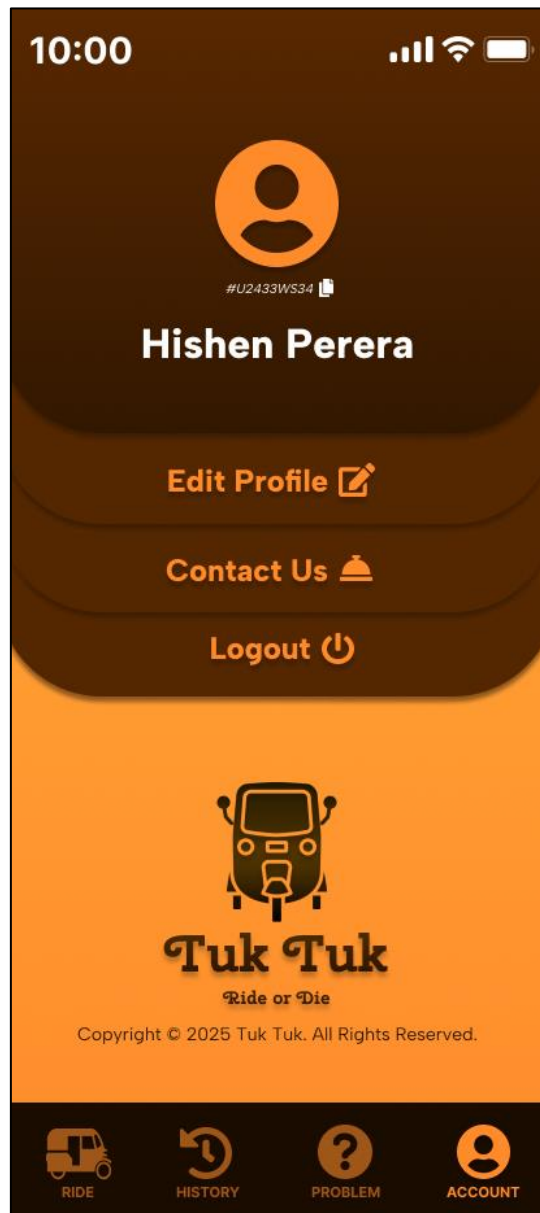 10:00
#U2433WS34
Hishen Perera
Edit Profile
Contact Us
Logout
Tuk Tuk
Ride or Die
Copyright © 2025 Tuk Tuk. All Rights Reserved.
RIDE HISTORY PROBLEM ACCOUNT